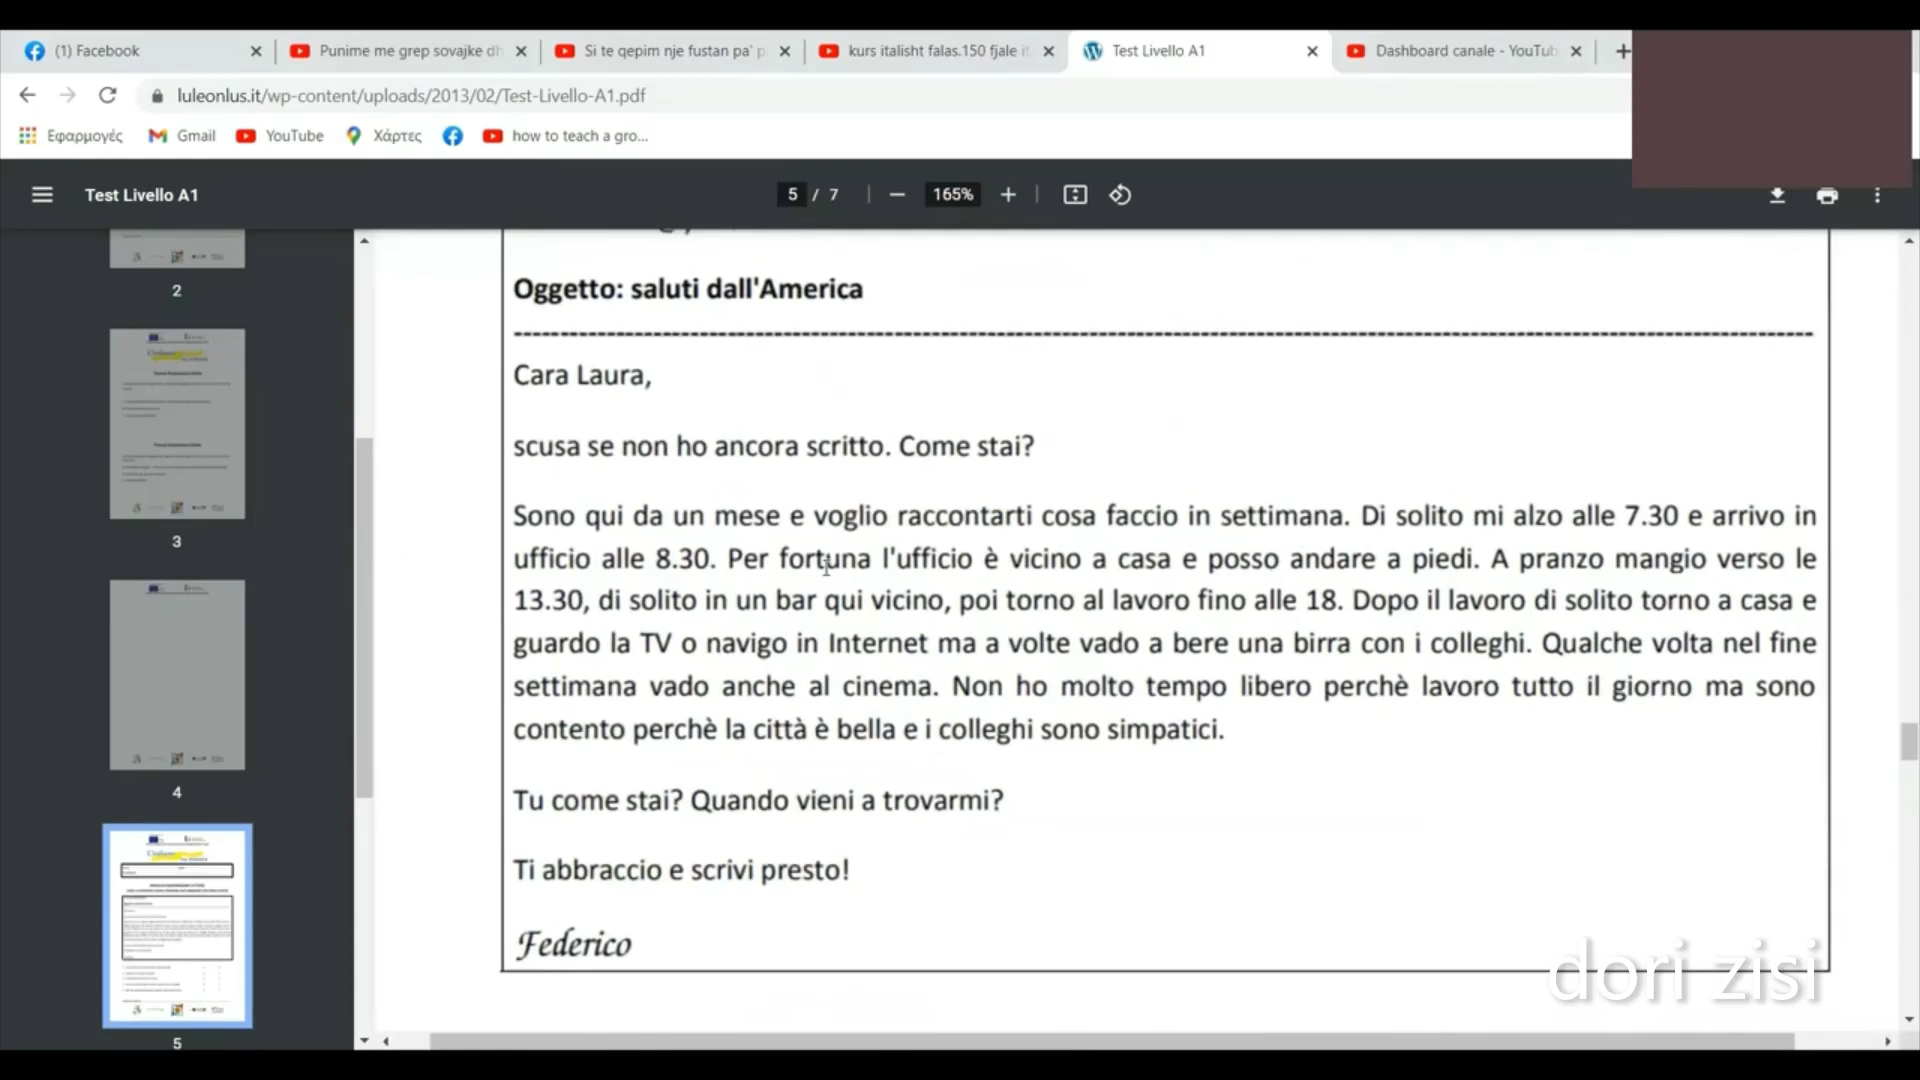 (1) Facebook
Punime me grep sovajke dh
Si te qepim nje fustan pa' p
kurs italisht falas.150 fjale it
Test Livello A1
Dashboard canale - YouTub
luleonlus.it/wp-content/uploads/2013/02/Test-Livello-A1.pdf
Εφαρμογές
Gmail
YouTube
Χάρτες
how to teach a gro...
Test Livello A1
5 / 7
165%
2
3
4
5
Oggetto: saluti dall'America
Cara Laura,
scusa se non ho ancora scritto. Come stai?
Sono qui da un mese e voglio raccontarti cosa faccio in settimana. Di solito mi alzo alle 7.30 e arrivo in
ufficio alle 8.30. Per fortuna l'ufficio è vicino a casa e posso andare a piedi. A pranzo mangio verso le
13.30, di solito in un bar qui vicino, poi torno al lavoro fino alle 18. Dopo il lavoro di solito torno a casa e
guardo la TV o navigo in Internet ma a volte vado a bere una birra con i colleghi. Qualche volta nel fine
settimana vado anche al cinema. Non ho molto tempo libero perchè lavoro tutto il giorno ma sono
contento perchè la città è bella e i colleghi sono simpatici.
Tu come stai? Quando vieni a trovarmi?
Ti abbraccio e scrivi presto!
Federico
dori zisi